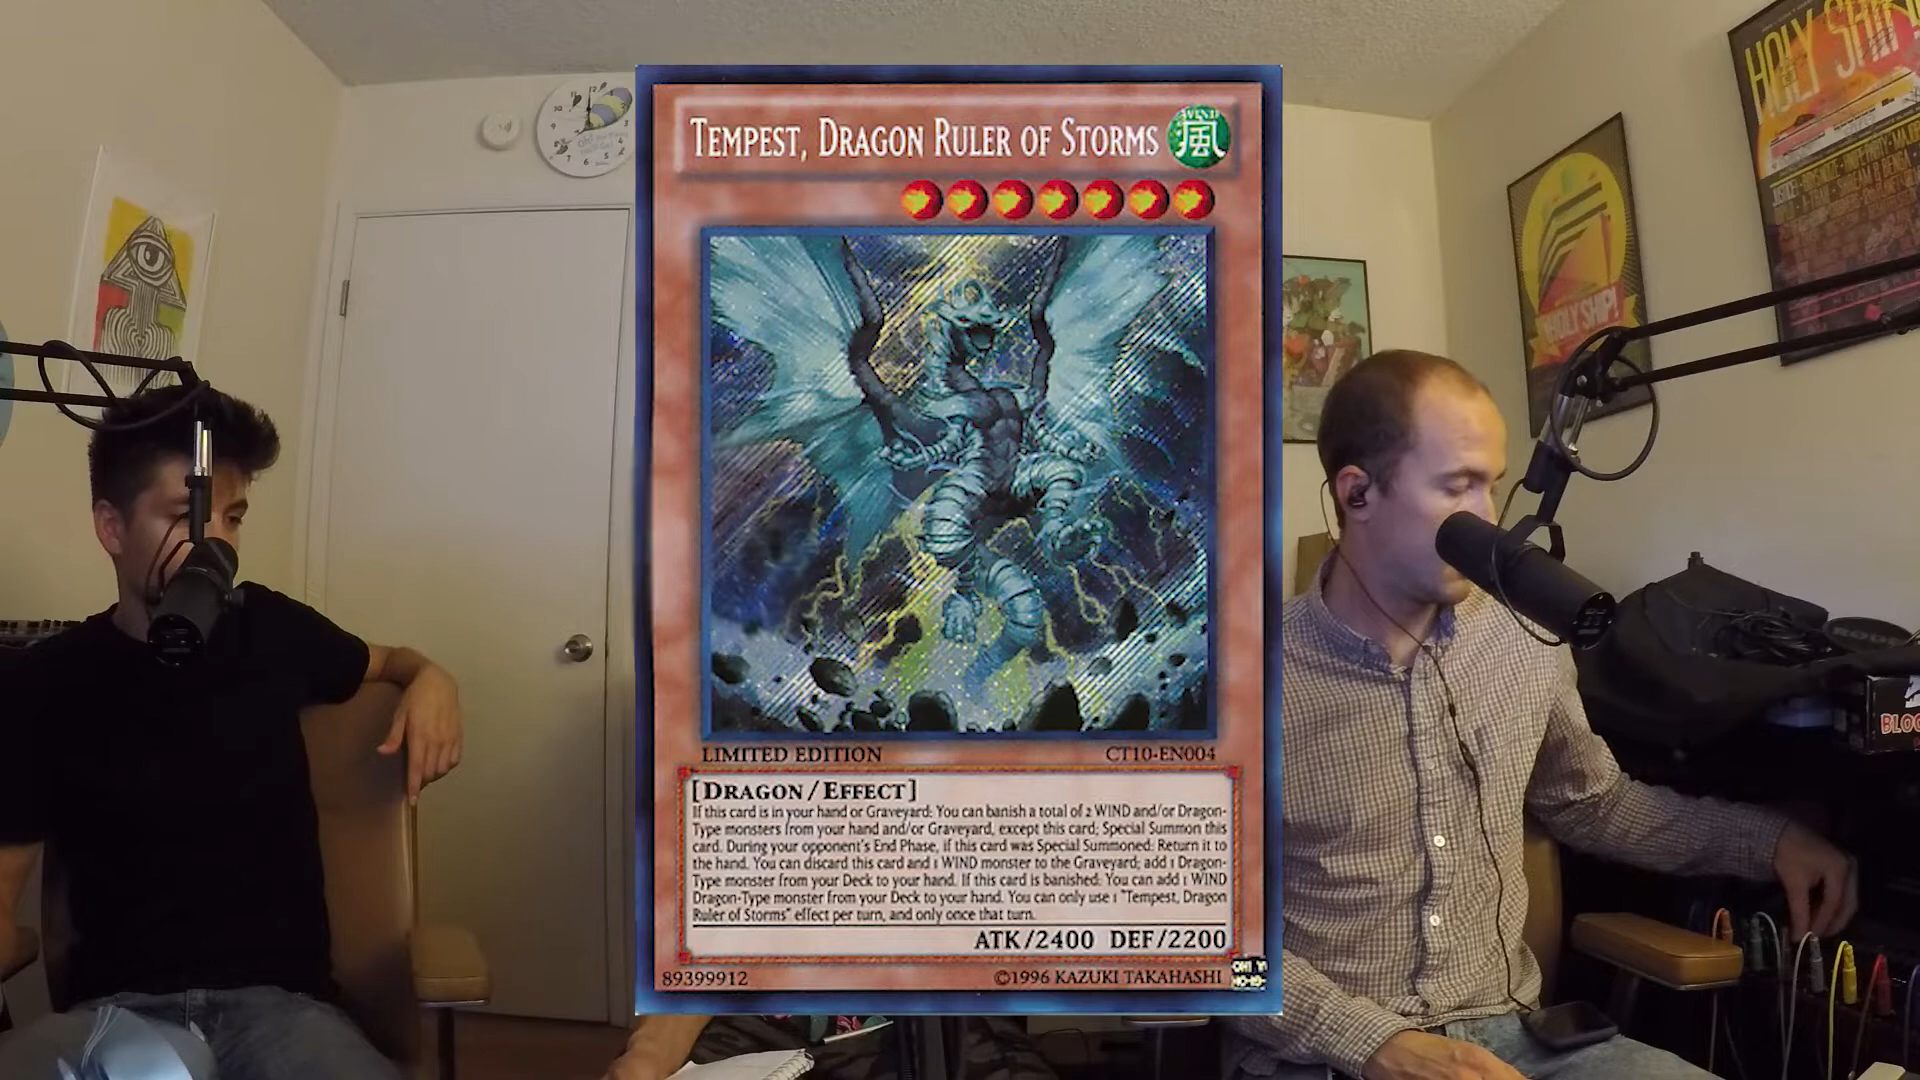 TEMPEST, DRAGON RULER OF STORMS
WIND
風
LIMITED EDITION
CT10-EN004
[DRAGON/EFFECT]
If this card is in your hand or Graveyard: You can banish a total of 2 WIND and/or Dragon-
Type monsters from your hand and/or Graveyard, except this card; Special Summon this
card. During your opponent's End Phase, if this card was Special Summoned: Return it to
the hand. You can discard this card and 1 WIND monster to the Graveyard; add 1 Dragon-
Type monster from your Deck to your hand. If this card is banished: You can add 1 WIND
Dragon-Type monster from your Deck to your hand. You can only use 1 "Tempest, Dragon
Ruler of Storms" effect per turn, and only once that turn.
ATK/2400 DEF/2200
89399912
©1996 KAZUKI TAKAHASHI
HOLY SHIP!
HOLY SHIP!
RODE